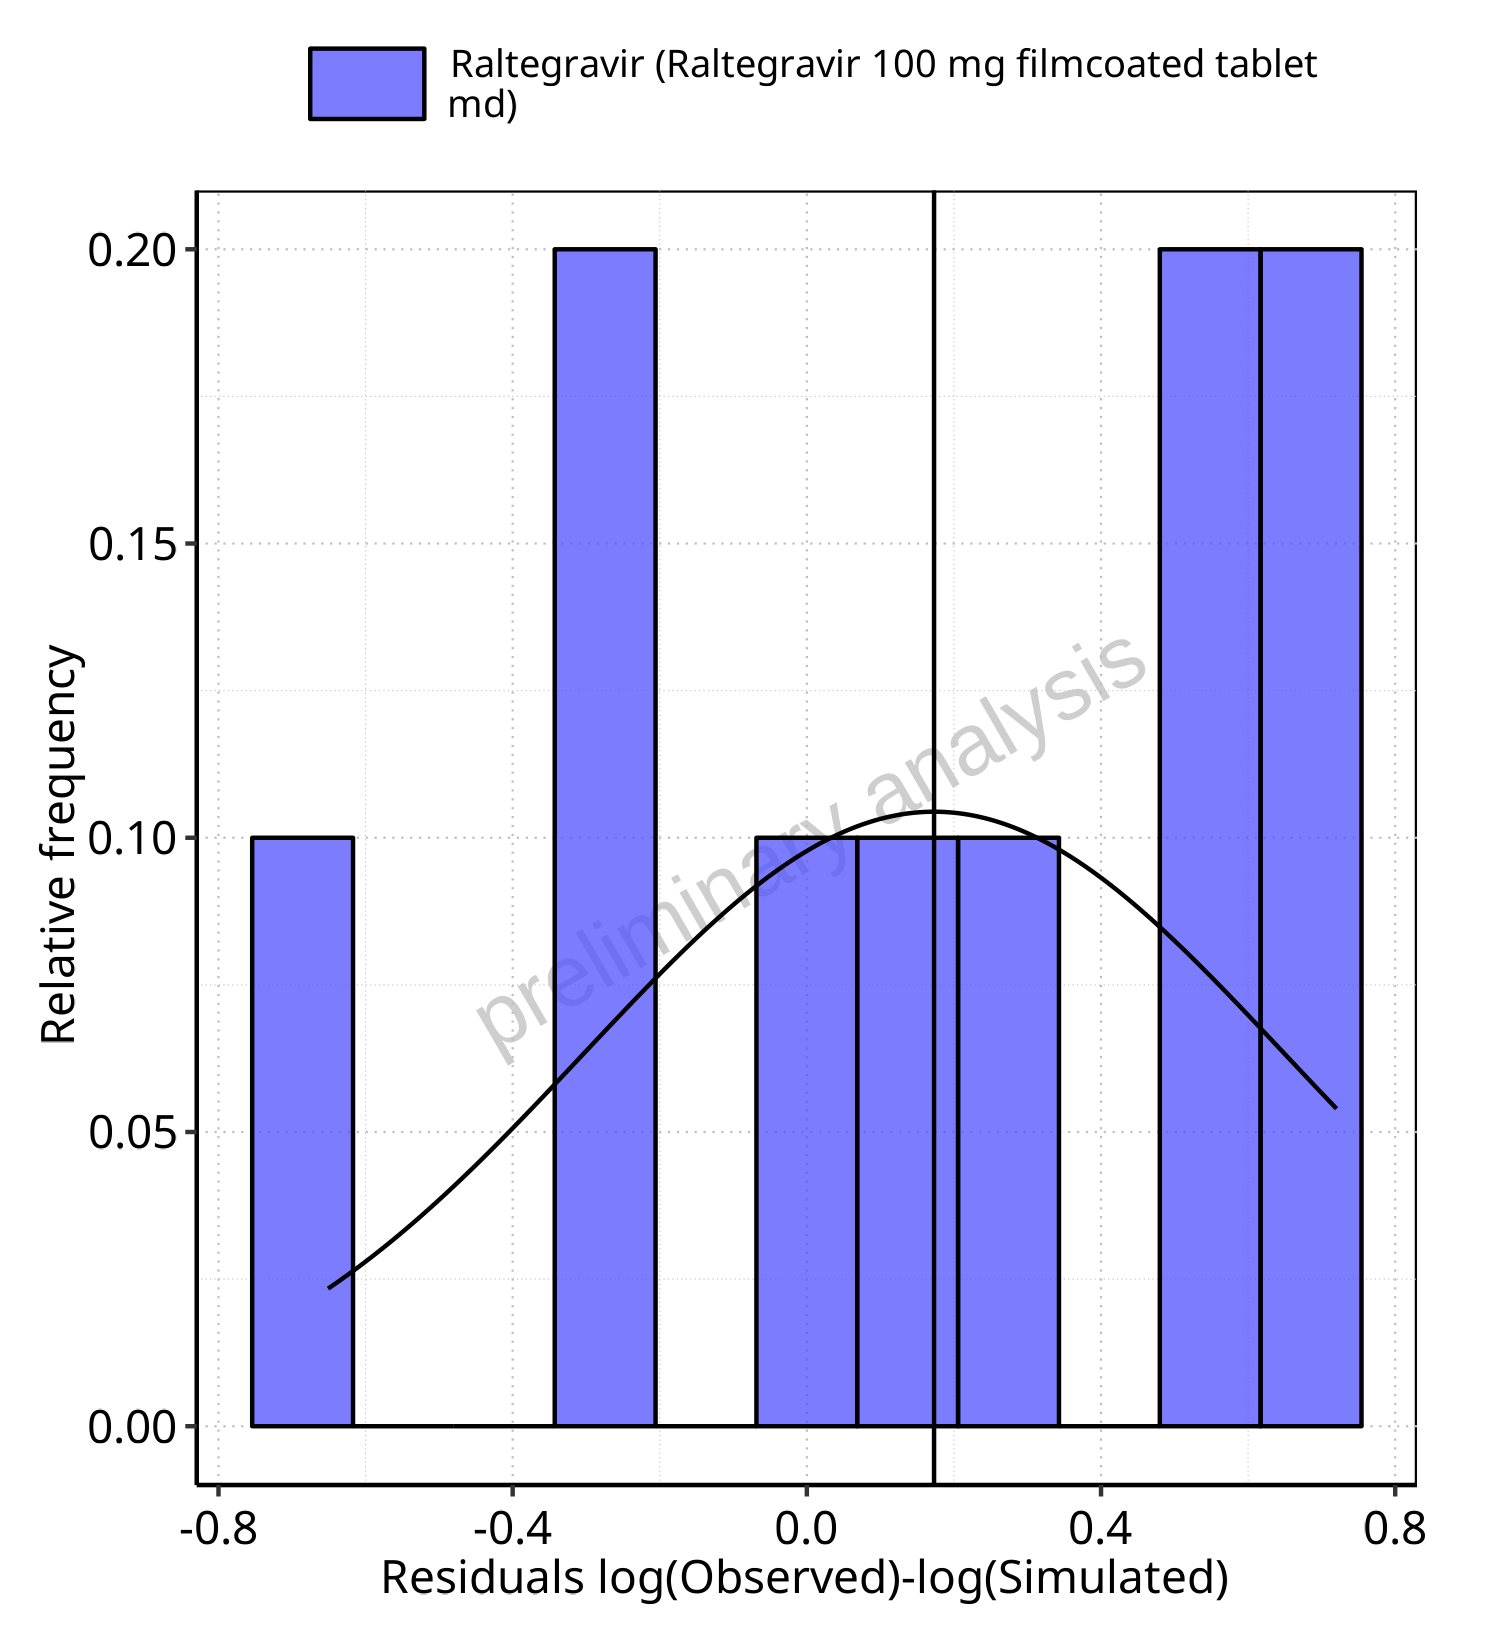 Raltegravir (Raltegravir 100 mg filmcoated tablet
md)
0.20
0.15
0.10
0.05
0.00
Relative frequency
preliminary analysis
-0.8 -0.4 0.0 0.4 0.8
Residuals log(Observed)-log(Simulated)